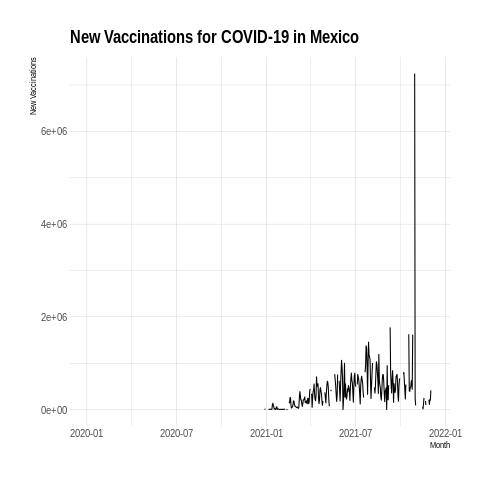 New Vaccinations for COVID-19 in Mexico
New Vaccinations
6e+06
4e+06
2e+06
0e+00
2020-01 2020-07 2021-01 2021-07 2022-01
Month